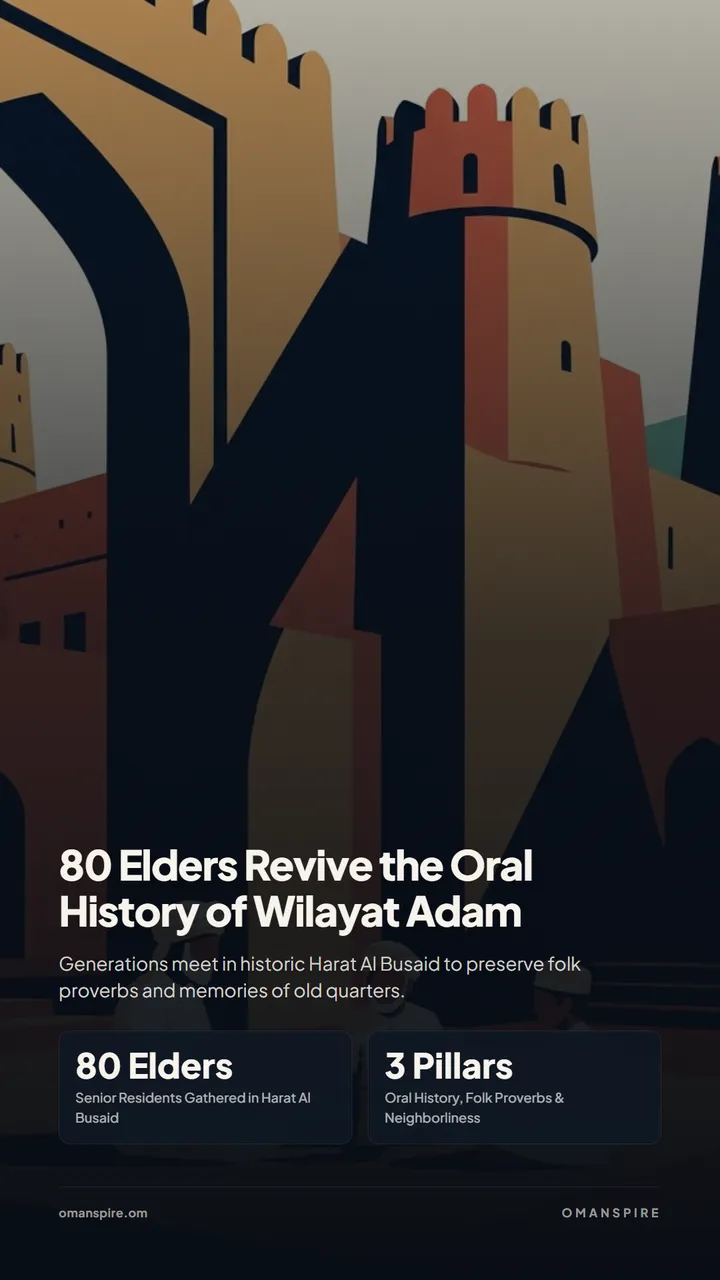 80 Elders Revive the Oral
History of Wilayat Adam
Generations meet in historic Harat Al Busaid to preserve folk
proverbs and memories of old quarters.
80 Elders
Senior Residents Gathered in Harat Al
Busaid
3 Pillars
Oral History, Folk Proverbs &
Neighborliness
omanspire.om
OMANSPIRE